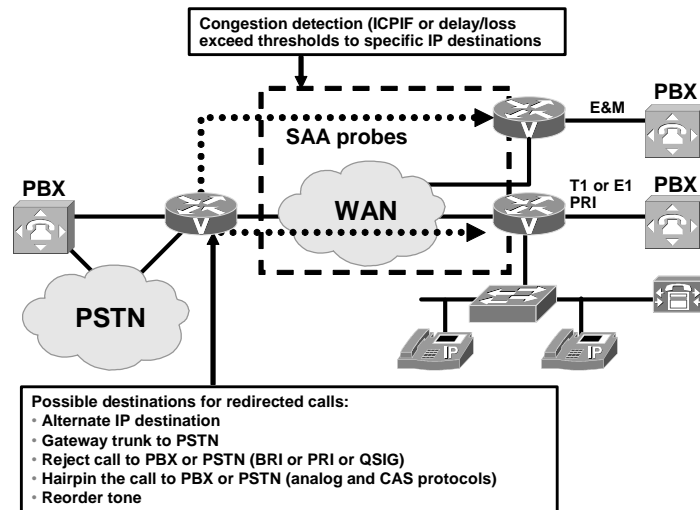 Congestion detection (ICPIF or delay/loss
exceed thresholds to specific IP destinations
PBX
E&M
V
SAA probes
PBX
T1 or E1
PRI
PBX
WAN
V
V
PSTN
IP
IP
Possible destinations for redirected calls:
• Alternate IP destination
• Gateway trunk to PSTN
• Reject call to PBX or PSTN (BRI or PRI or QSIG)
• Hairpin the call to PBX or PSTN (analog and CAS protocols)
• Reorder tone